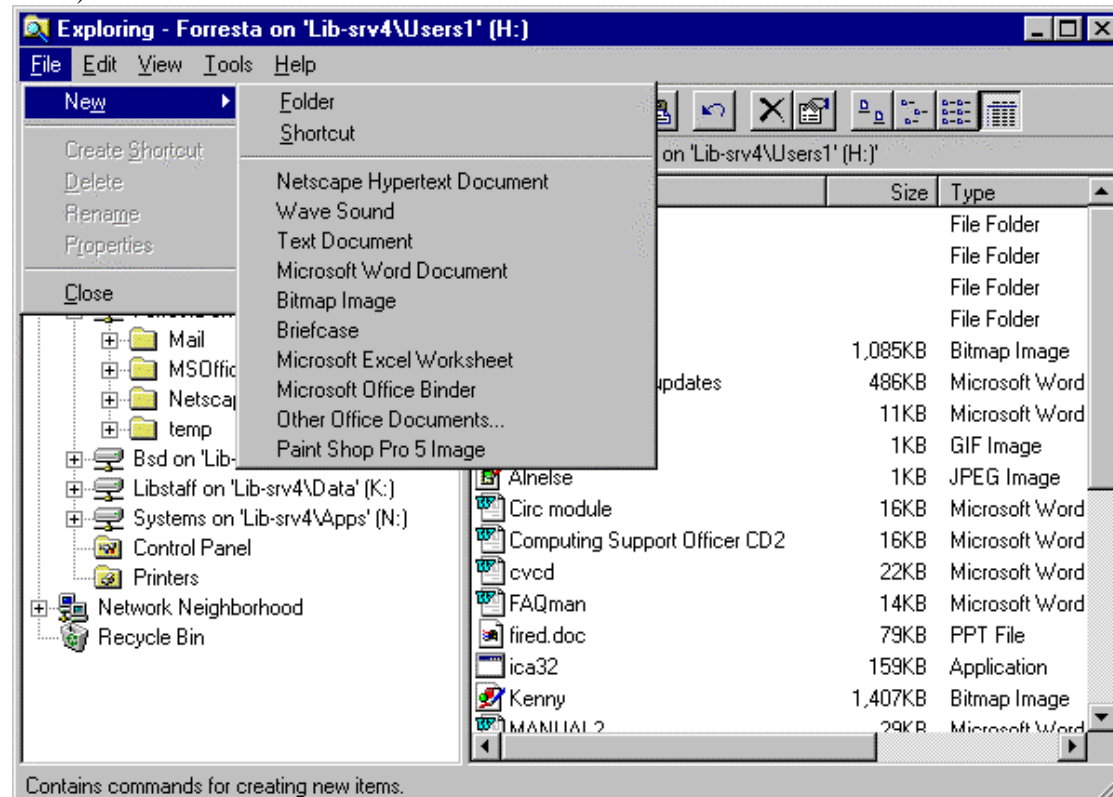 Exploring - Forresta on 'Lib-srv4\Users1' (H:)
File Edit View Tools Help
New
Create Shortcut
Delete
Rename
Properties
Close
Folder
Shortcut
Netscape Hypertext Document
Wave Sound
Text Document
Microsoft Word Document
Bitmap Image
Briefcase
Microsoft Excel Worksheet
Microsoft Office Binder
Other Office Documents...
Paint Shop Pro 5 Image
on 'Lib-srv4\Users1' (H:)'
Mail
MSOffic
Netscap
temp
Bsd on 'Lib-
Libstaff on 'Lib-srv4\Data' (K:)
Systems on 'Lib-srv4\Apps' (N:)
Control Panel
Printers
Network Neighborhood
Recycle Bin
Size Type
File Folder
File Folder
File Folder
File Folder
1,085KB Bitmap Image
updates 486KB Microsoft Word
11KB Microsoft Word
1KB GIF Image
Alnelse 1KB JPEG Image
Circ module 16KB Microsoft Word
Computing Support Officer CD2 16KB Microsoft Word
cvcd 22KB Microsoft Word
FAQman 14KB Microsoft Word
fired.doc 79KB PPT File
ica32 159KB Application
Kenny 1,407KB Bitmap Image
MANUAL2 29KB Microsoft Word
Contains commands for creating new items.